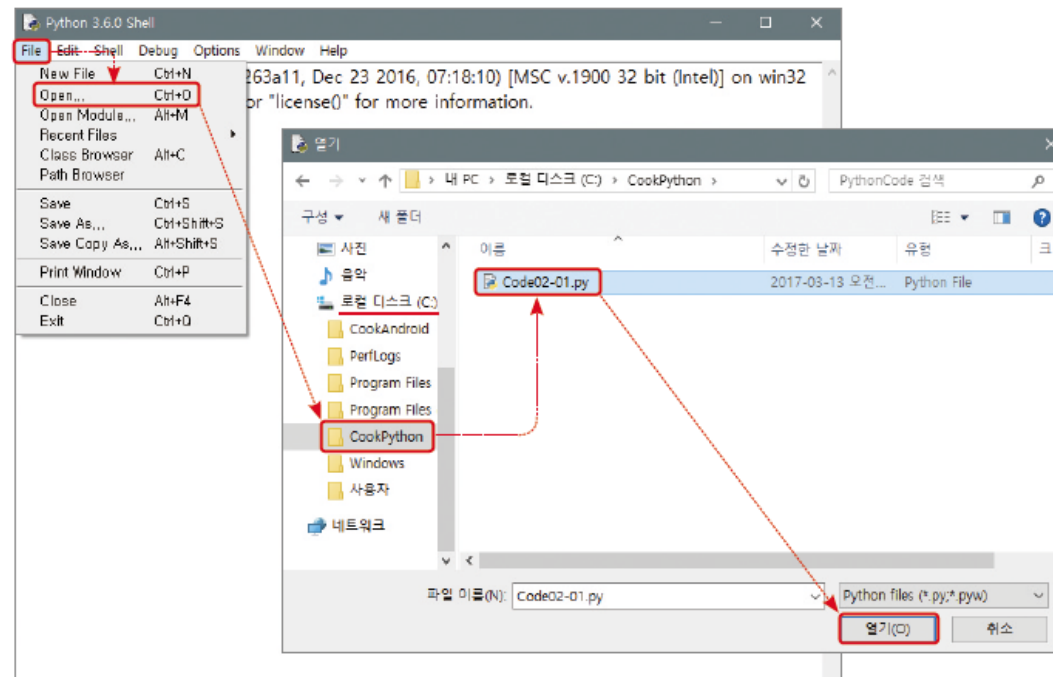 Python 3.6.0 Shell
File Edit Shell Debug Options Window Help
New File Ctrl+N
Open... Ctrl+O
Open Module... Alt+M
Recent Files
Class Browser Alt+C
Path Browser
Save Ctrl+S
Save As... Ctrl+Shift+S
Save Copy As... Alt+Shift+S
Print Window Ctrl+P
Close Alt+F4
Exit Ctrl+Q
263a11, Dec 23 2016, 07:18:10) [MSC v.1900 32 bit (Intel)] on win32
or "license()" for more information.
열기
내 PC > 로컬 디스크 (C:) > CookPython >
PythonCode 검색
구성 새 폴더
이름 수정한 날짜 유형 크
사진
음악
로컬 디스크 (C:)
CookAndroid
PerfLogs
Program Files
Program Files
CookPython
Windows
사용자
네트워크
Code02-01.py 2017-03-13 오전... Python File
파일 이름(N): Code02-01.py Python files (*.py;*.pyw)
열기(O) 취소